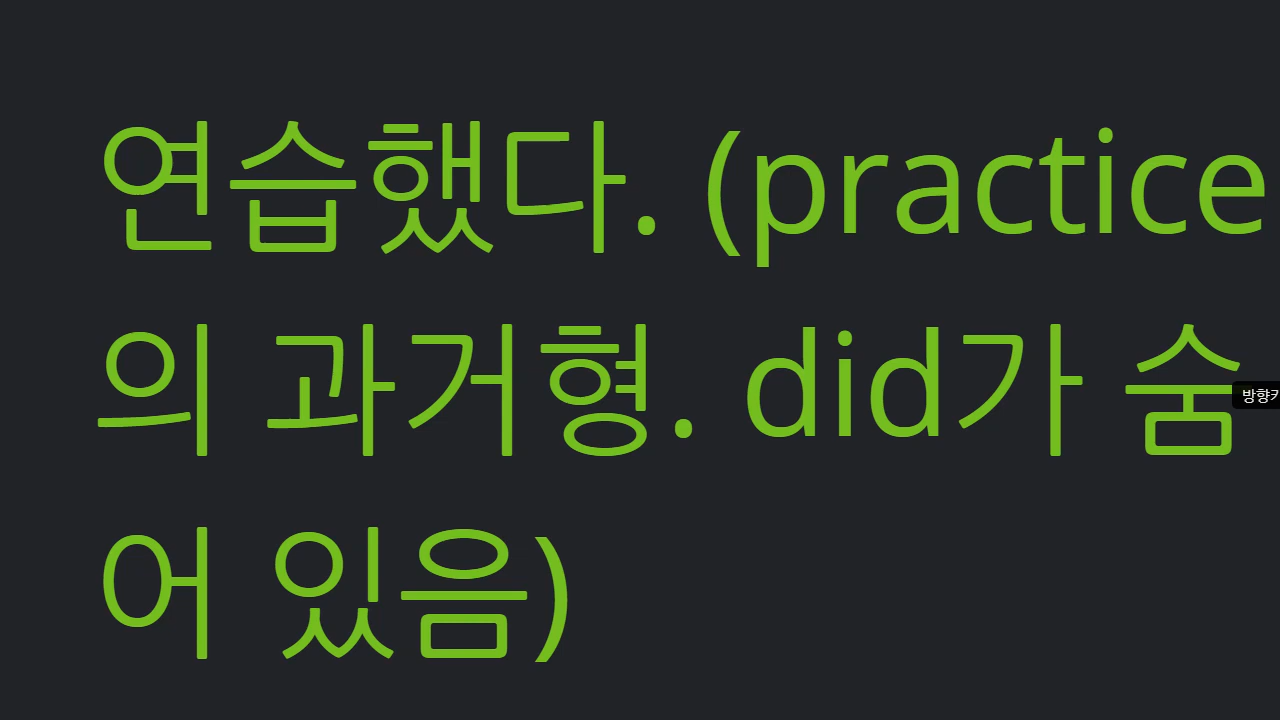 연습했다. (practice
의 과거형. did가 숨
어 있음)